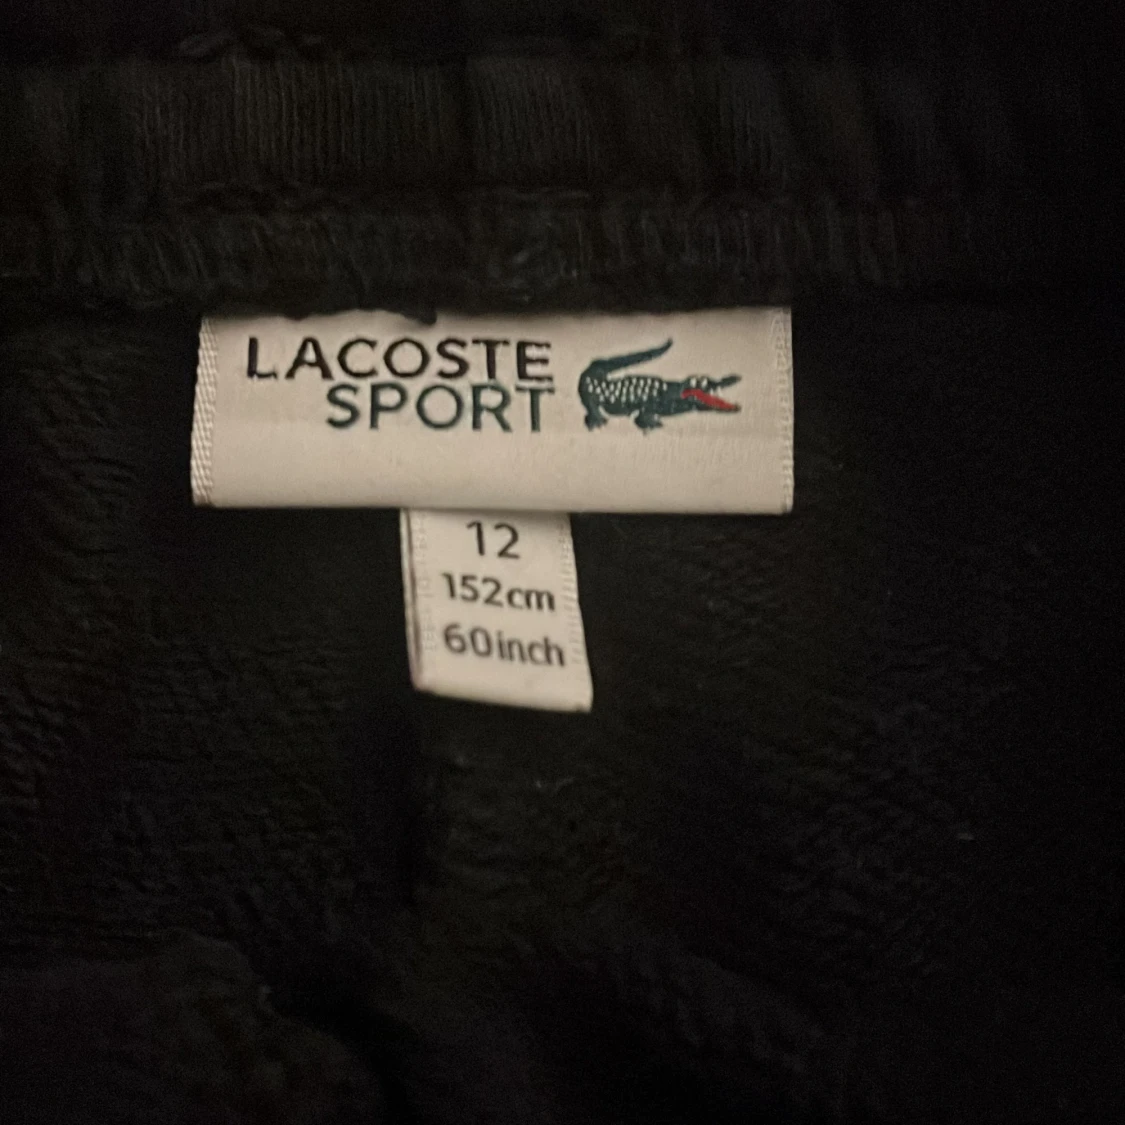 LACOSTE
SPORT
12
152cm
60inch